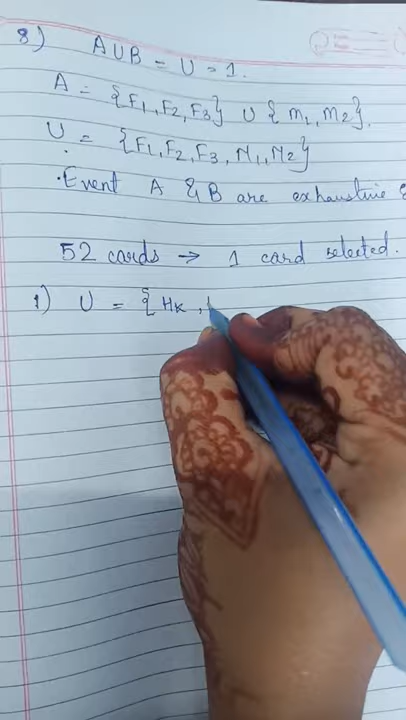 8) AUB = U = 1.
A = {F1, F2, F3} U {M1, M2}.
U = {F1, F2, F3, M1, M2}
·Event A & B are exhaustive
52 cards → 1 card selected.
1) U = {HK,